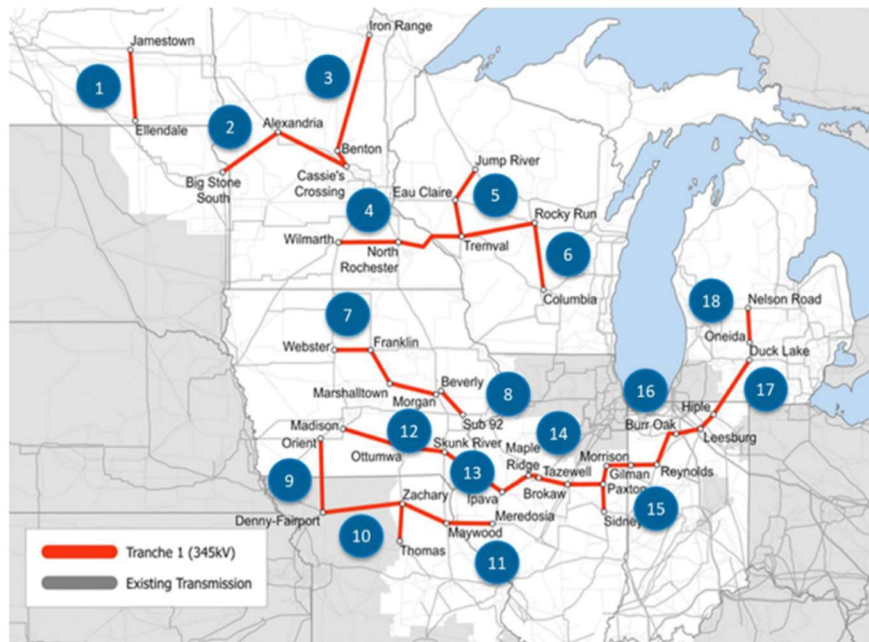 Iron Range
Jamestown
3
1
2
Alexandria
Ellendale
Benton
Jump River
Big Stone
South
Cassie's
Crossing
Eau Claire
5
4
Rocky Run
Wilmarth
North
Rochester
Tremval
6
Columbia
18
Nelson Road
7
Oneida
Webster
Franklin
Duck Lake
Marshalltown
Beverly
8
16
17
Morgan
Hiple
Madison
12
Sub 92
14
Burr Oak
Orient
Skunk River
Maple
Ridge
Leesburg
Ottumwa
13
Tazewell
Morrison
Gilman
Reynolds
9
Ipava
Brokaw
Paxton
Zachary
15
Denny-Fairport
Meredosia
Sidney
10
Maywood
Thomas
11
Tranche 1 (345kV)
Existing Transmission